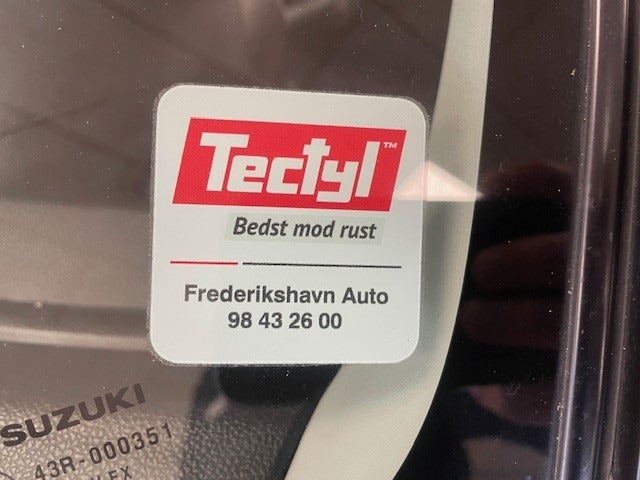 Tectyl™
Bedst mod rust
Frederikshavn Auto
98 43 26 00
SUZUKI
43R-000351